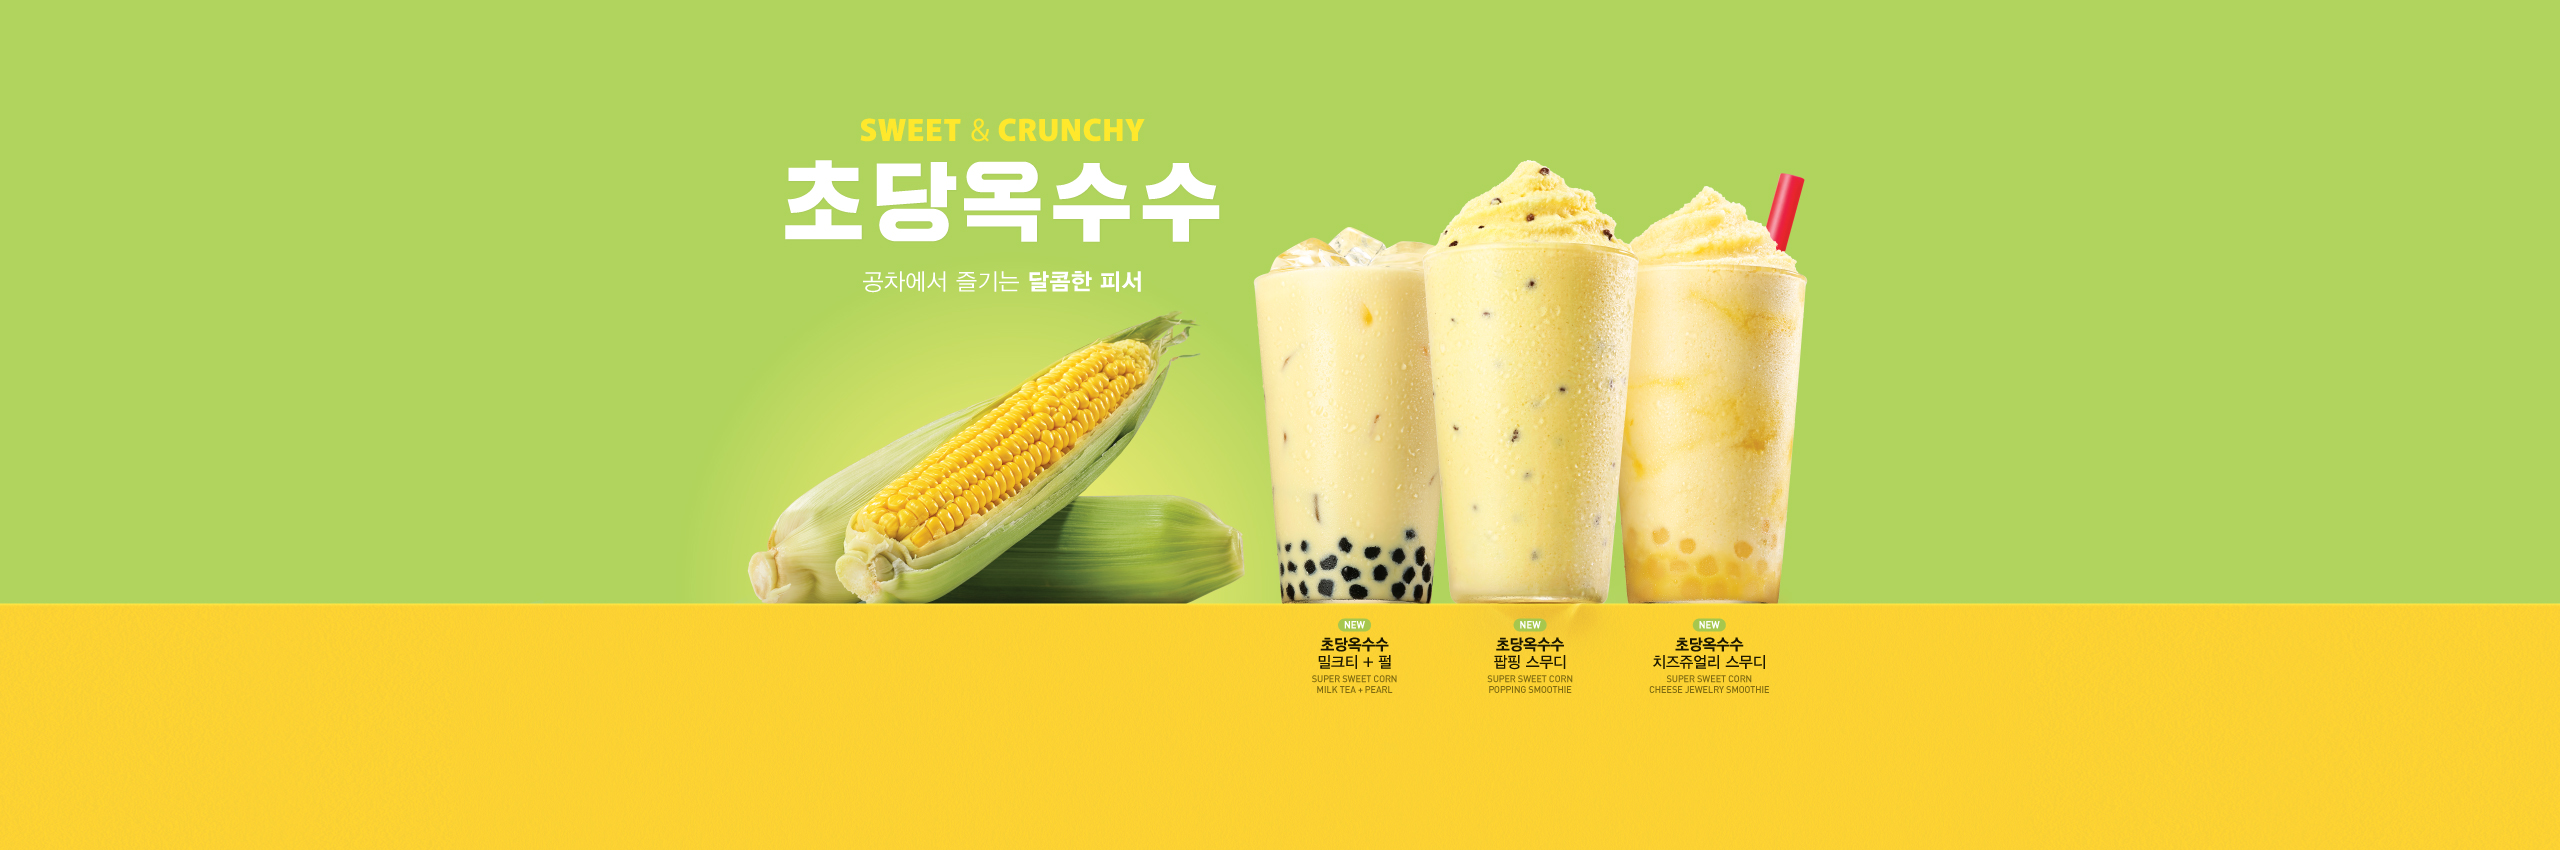 SWEET & CRUNCHY
초당옥수수
공차에서 즐기는 달콤한 피서
NEW
초당옥수수
밀크티 + 펄
SUPER SWEET CORN
MILK TEA + PEARL
NEW
초당옥수수
팝핑 스무디
SUPER SWEET CORN
POPPING SMOOTHIE
NEW
초당옥수수
치즈쥬얼리 스무디
SUPER SWEET CORN
CHEESE JEWELRY SMOOTHIE